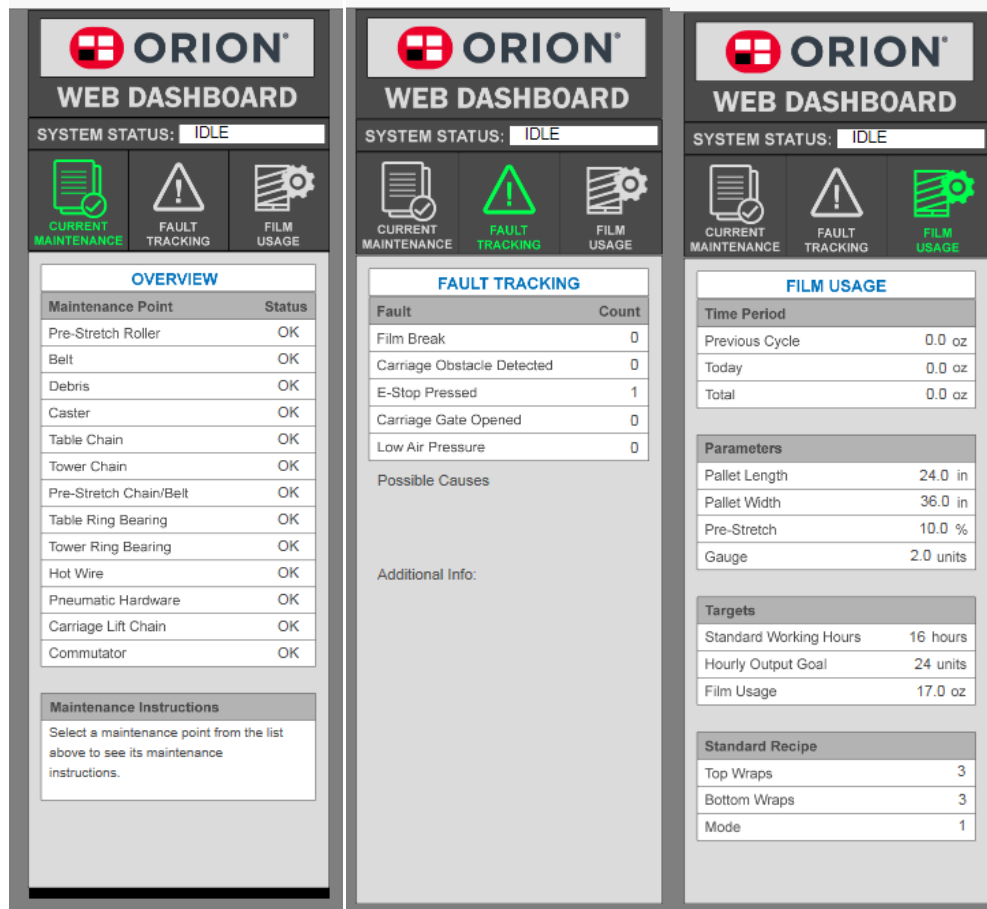 ORION
WEB DASHBOARD
SYSTEM STATUS: IDLE
CURRENT MAINTENANCE
FAULT TRACKING
FILM USAGE
OVERVIEW
Maintenance Point Status
Pre-Stretch Roller OK
Belt OK
Debris OK
Caster OK
Table Chain OK
Tower Chain OK
Pre-Stretch Chain/Belt OK
Table Ring Bearing OK
Tower Ring Bearing OK
Hot Wire OK
Pneumatic Hardware OK
Carriage Lift Chain OK
Commutator OK
Maintenance Instructions
Select a maintenance point from the list
above to see its maintenance
instructions.
ORION
WEB DASHBOARD
SYSTEM STATUS: IDLE
CURRENT MAINTENANCE
FAULT TRACKING
FILM USAGE
FAULT TRACKING
Fault Count
Film Break 0
Carriage Obstacle Detected 0
E-Stop Pressed 1
Carriage Gate Opened 0
Low Air Pressure 0
Possible Causes
Additional Info:
ORION
WEB DASHBOARD
SYSTEM STATUS: IDLE
CURRENT MAINTENANCE
FAULT TRACKING
FILM USAGE
FILM USAGE
Time Period
Previous Cycle 0.0 oz
Today 0.0 oz
Total 0.0 oz
Parameters
Pallet Length 24.0 in
Pallet Width 36.0 in
Pre-Stretch 10.0 %
Gauge 2.0 units
Targets
Standard Working Hours 16 hours
Hourly Output Goal 24 units
Film Usage 17.0 oz
Standard Recipe
Top Wraps 3
Bottom Wraps 3
Mode 1